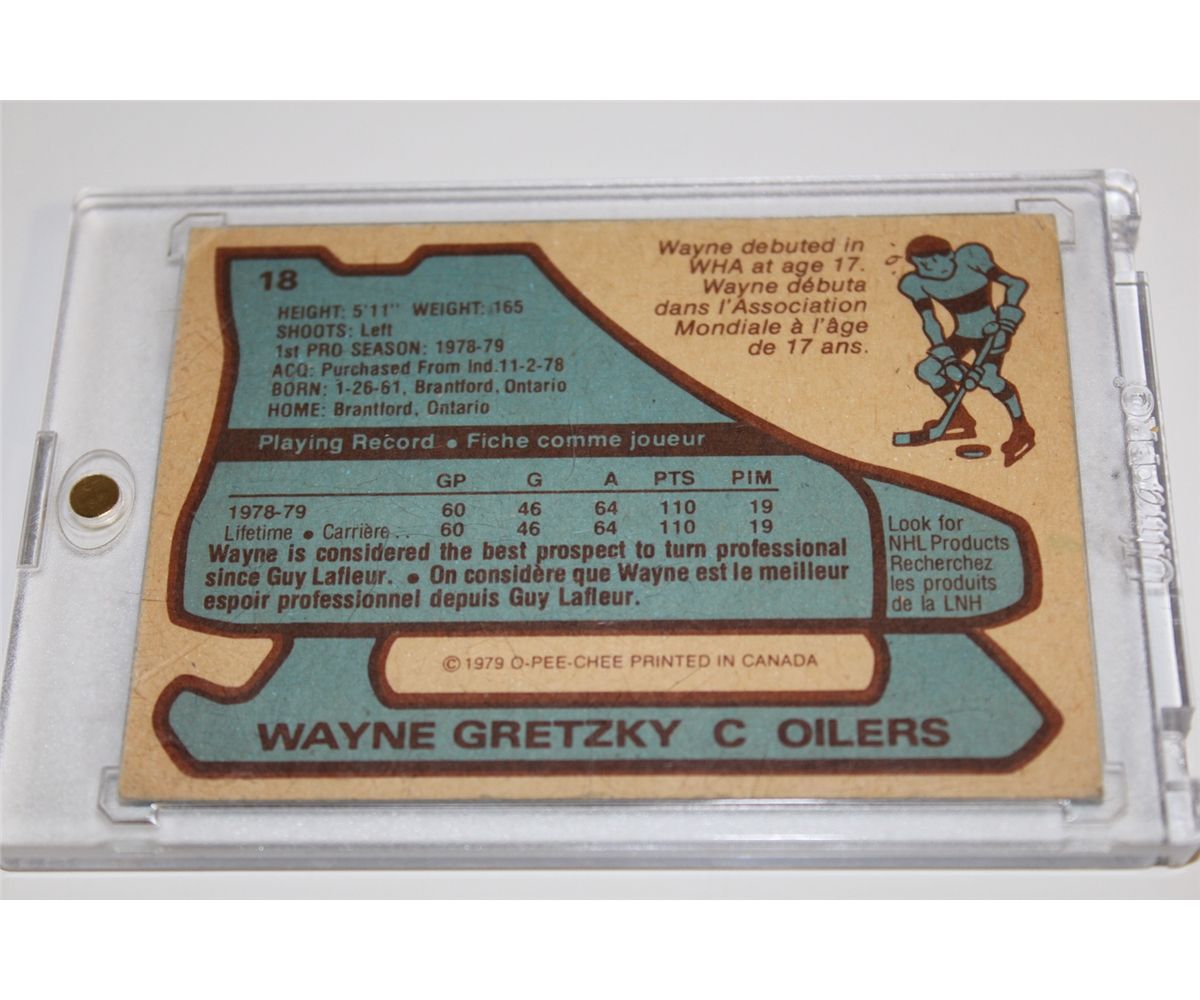 18
HEIGHT: 5'11" WEIGHT: 165
SHOOTS: Left
1st PRO SEASON: 1978-79
ACQ: Purchased From Ind.11-2-78
BORN: 1-26-61, Brantford, Ontario
HOME: Brantford, Ontario
Wayne debuted in
WHA at age 17.
Wayne débuta
dans l'Association
Mondiale à l'âge
de 17 ans.
Playing Record • Fiche comme joueur
GP G A PTS PIM
1978-79 60 46 64 110 19
Lifetime • Carrière . . 60 46 64 110 19
Wayne is considered the best prospect to turn professional
since Guy Lafleur. • On considère que Wayne est le meilleur
espoir professionnel depuis Guy Lafleur.
Look for
NHL Products
Recherchez
les produits
de la LNH
© 1979 O-PEE-CHEE PRINTED IN CANADA
WAYNE GRETZKY C OILERS
Ultra PRO®